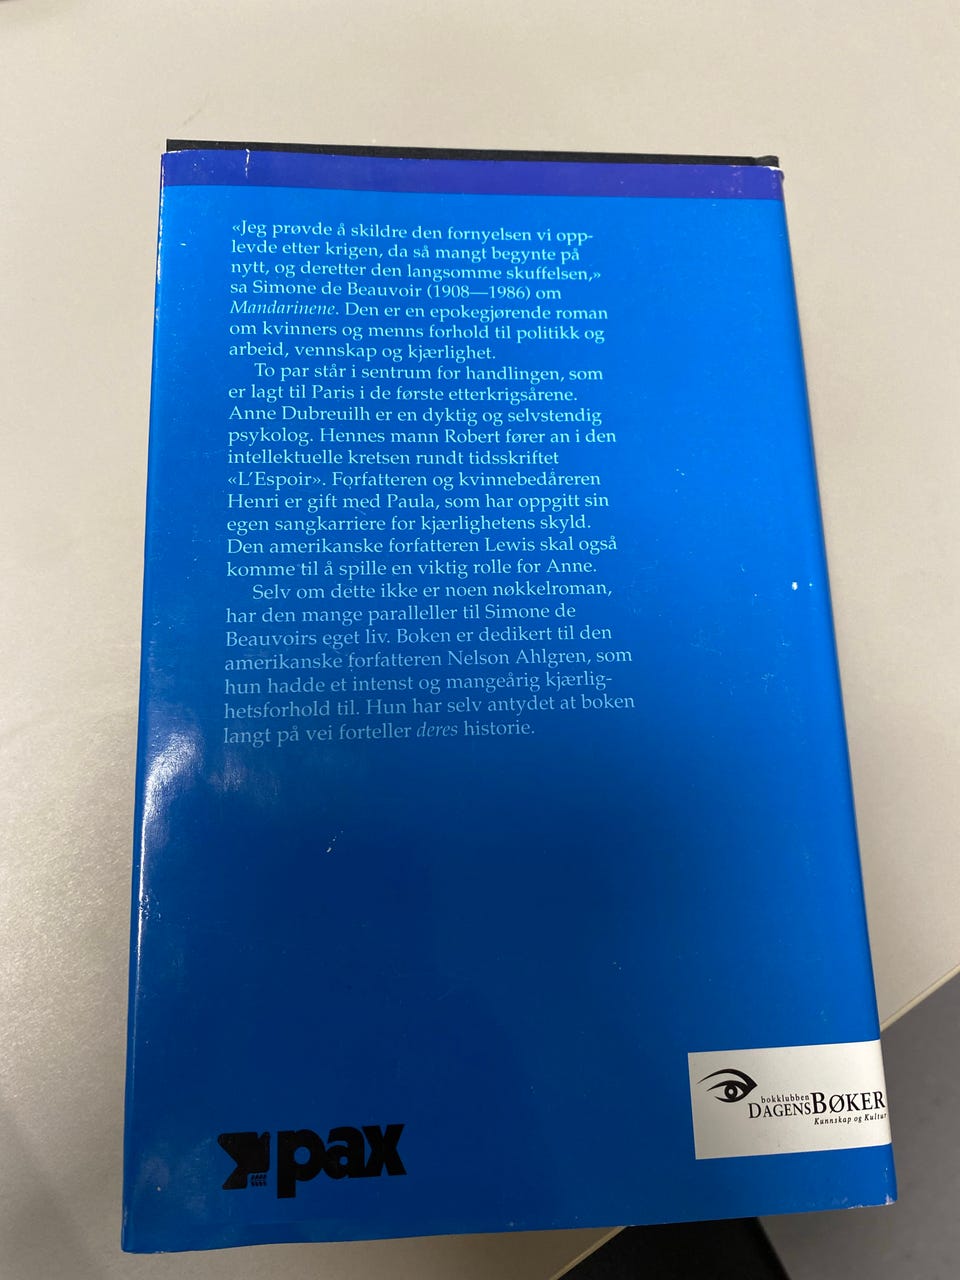 «Jeg prøvde å skildre den fornyelsen vi opp-
levde etter krigen, da så mangt begynte på
nytt, og deretter den langsomme skuffelsen,»
sa Simone de Beauvoir (1908—1986) om
Mandarinene. Den er en epokegjørende roman
om kvinners og menns forhold til politikk og
arbeid, vennskap og kjærlighet.
To par står i sentrum for handlingen, som
er lagt til Paris i de første etterkrigsårene.
Anne Dubreuilh er en dyktig og selvstendig
psykolog. Hennes mann Robert fører an i den
intellektuelle kretsen rundt tidsskriftet
«L'Espoir». Forfatteren og kvinnebedåreren
Henri er gift med Paula, som har oppgitt sin
egen sangkarriere for kjærlighetens skyld.
Den amerikanske forfatteren Lewis skal også
komme til å spille en viktig rolle for Anne.
Selv om dette ikke er noen nøkkelroman,
har den mange paralleller til Simone de
Beauvoirs eget liv. Boken er dedikert til den
amerikanske forfatteren Nelson Ahlgren, som
hun hadde et intenst og mangeårig kjærlig-
hetsforhold til. Hun har selv antydet at boken
langt på vei forteller deres historie.
bokklubben
DAGENSBØKER
Kunnskap og Kultur
pax